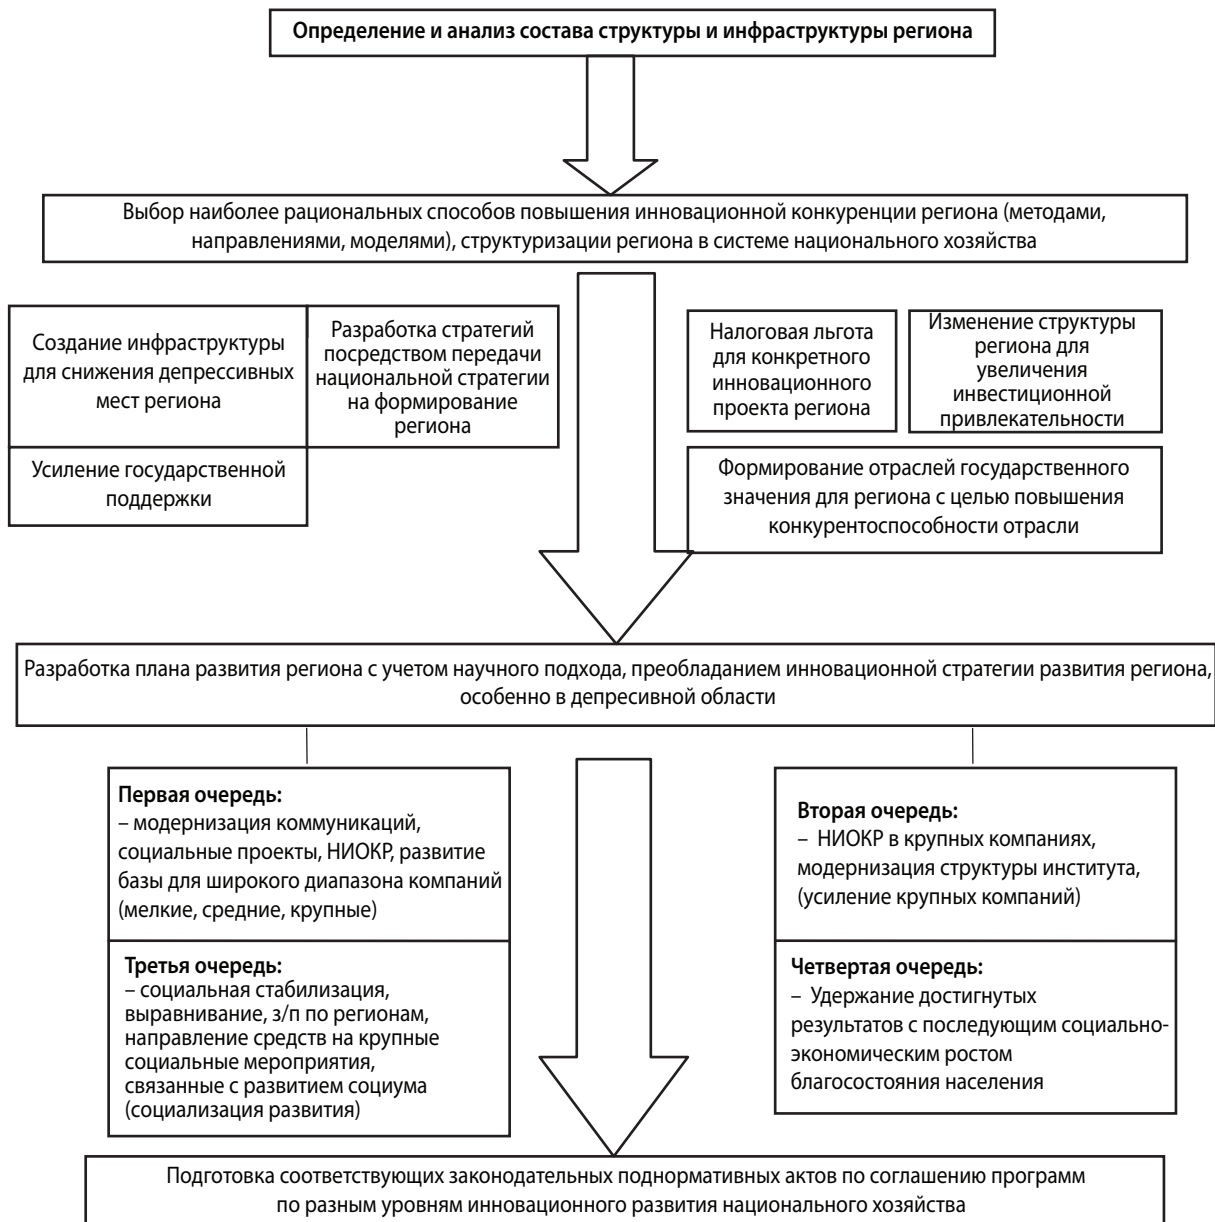 Определение и анализ состава структуры и инфраструктуры региона
Выбор наиболее рациональных способов повышения инновационной конкуренции региона (методами,
направлениями, моделями), структуризации региона в системе национального хозяйства
Создание инфраструктуры
для снижения депрессивных
мест региона
Разработка стратегий
посредством передачи
национальной стратегии
на формирование
региона
Усиление государственной
поддержки
Налоговая льгота
для конкретного
инновационного
проекта региона
Изменение структуры
региона для
увеличения
инвестиционной
привлекательности
Формирование отраслей государственного
значения для региона с целью повышения
конкурентоспособности отрасли
Разработка плана развития региона с учетом научного подхода, преобладанием инновационной стратегии развития региона,
особенно в депресивной области
Первая очередь:
– модернизация коммуникаций,
социальные проекты, НИОКР, развитие
базы для широкого диапазона компаний
(мелкие, средние, крупные)
Вторая очередь:
– НИОКР в крупных компаниях,
модернизация структуры института,
(усиление крупных компаний)
Третья очередь:
– социальная стабилизация,
выравнивание, з/п по регионам,
направление средств на крупные
социальные мероприятия,
связанные с развитием социума
(социализация развития)
Четвертая очередь:
– Удержание достигнутых
результатов с последующим социально-
экономическим ростом
благосостояния населения
Подготовка соответствующих законодательных поднормативных актов по соглашению программ
по разным уровням инновационного развития национального хозяйства